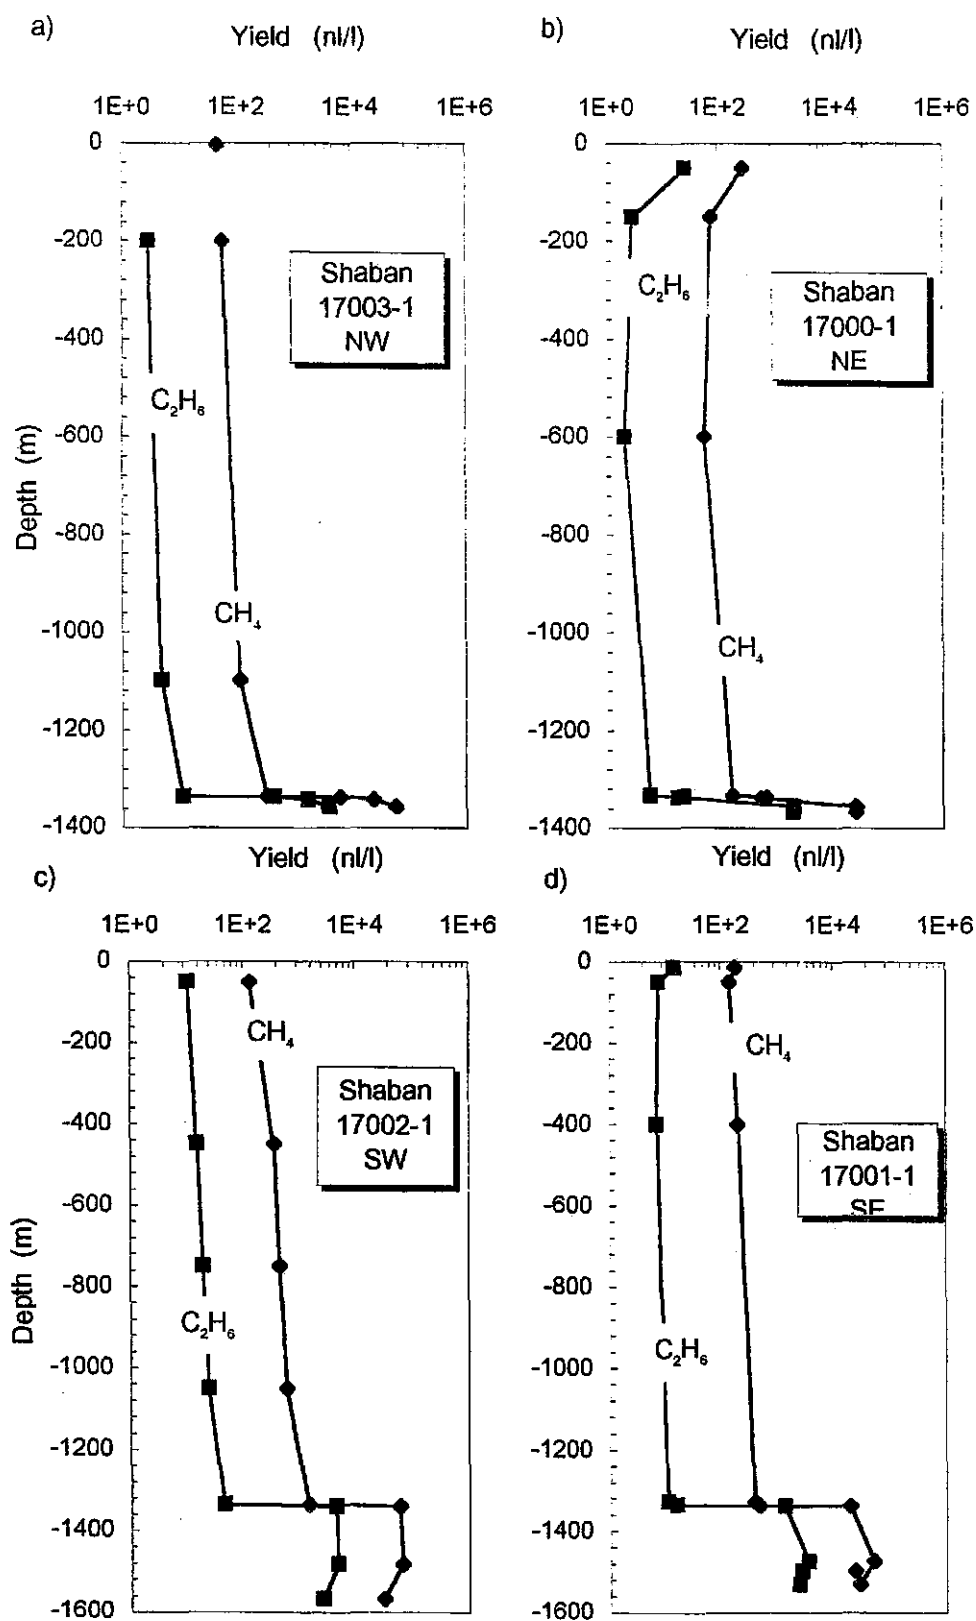 a)
Yield (nl/l)
1E+0 1E+2 1E+4 1E+6
0
-200
-400
-600
-800
-1000
-1200
-1400
Depth (m)
Shaban
17003-1
NW
C₂H₆
CH₄
b)
Yield (nl/l)
1E+0 1E+2 1E+4 1E+6
0
-200
-400
-600
-800
-1000
-1200
-1400
C₂H₆
Shaban
17000-1
NE
CH₄
c)
Yield (nl/l)
1E+0 1E+2 1E+4 1E+6
0
-200
-400
-600
-800
-1000
-1200
-1400
-1600
Depth (m)
CH₄
Shaban
17002-1
SW
C₂H₆
d)
Yield (nl/l)
1E+0 1E+2 1E+4 1E+6
0
-200
-400
-600
-800
-1000
-1200
-1400
-1600
CH₄
Shaban
17001-1
SE
C₂H₆